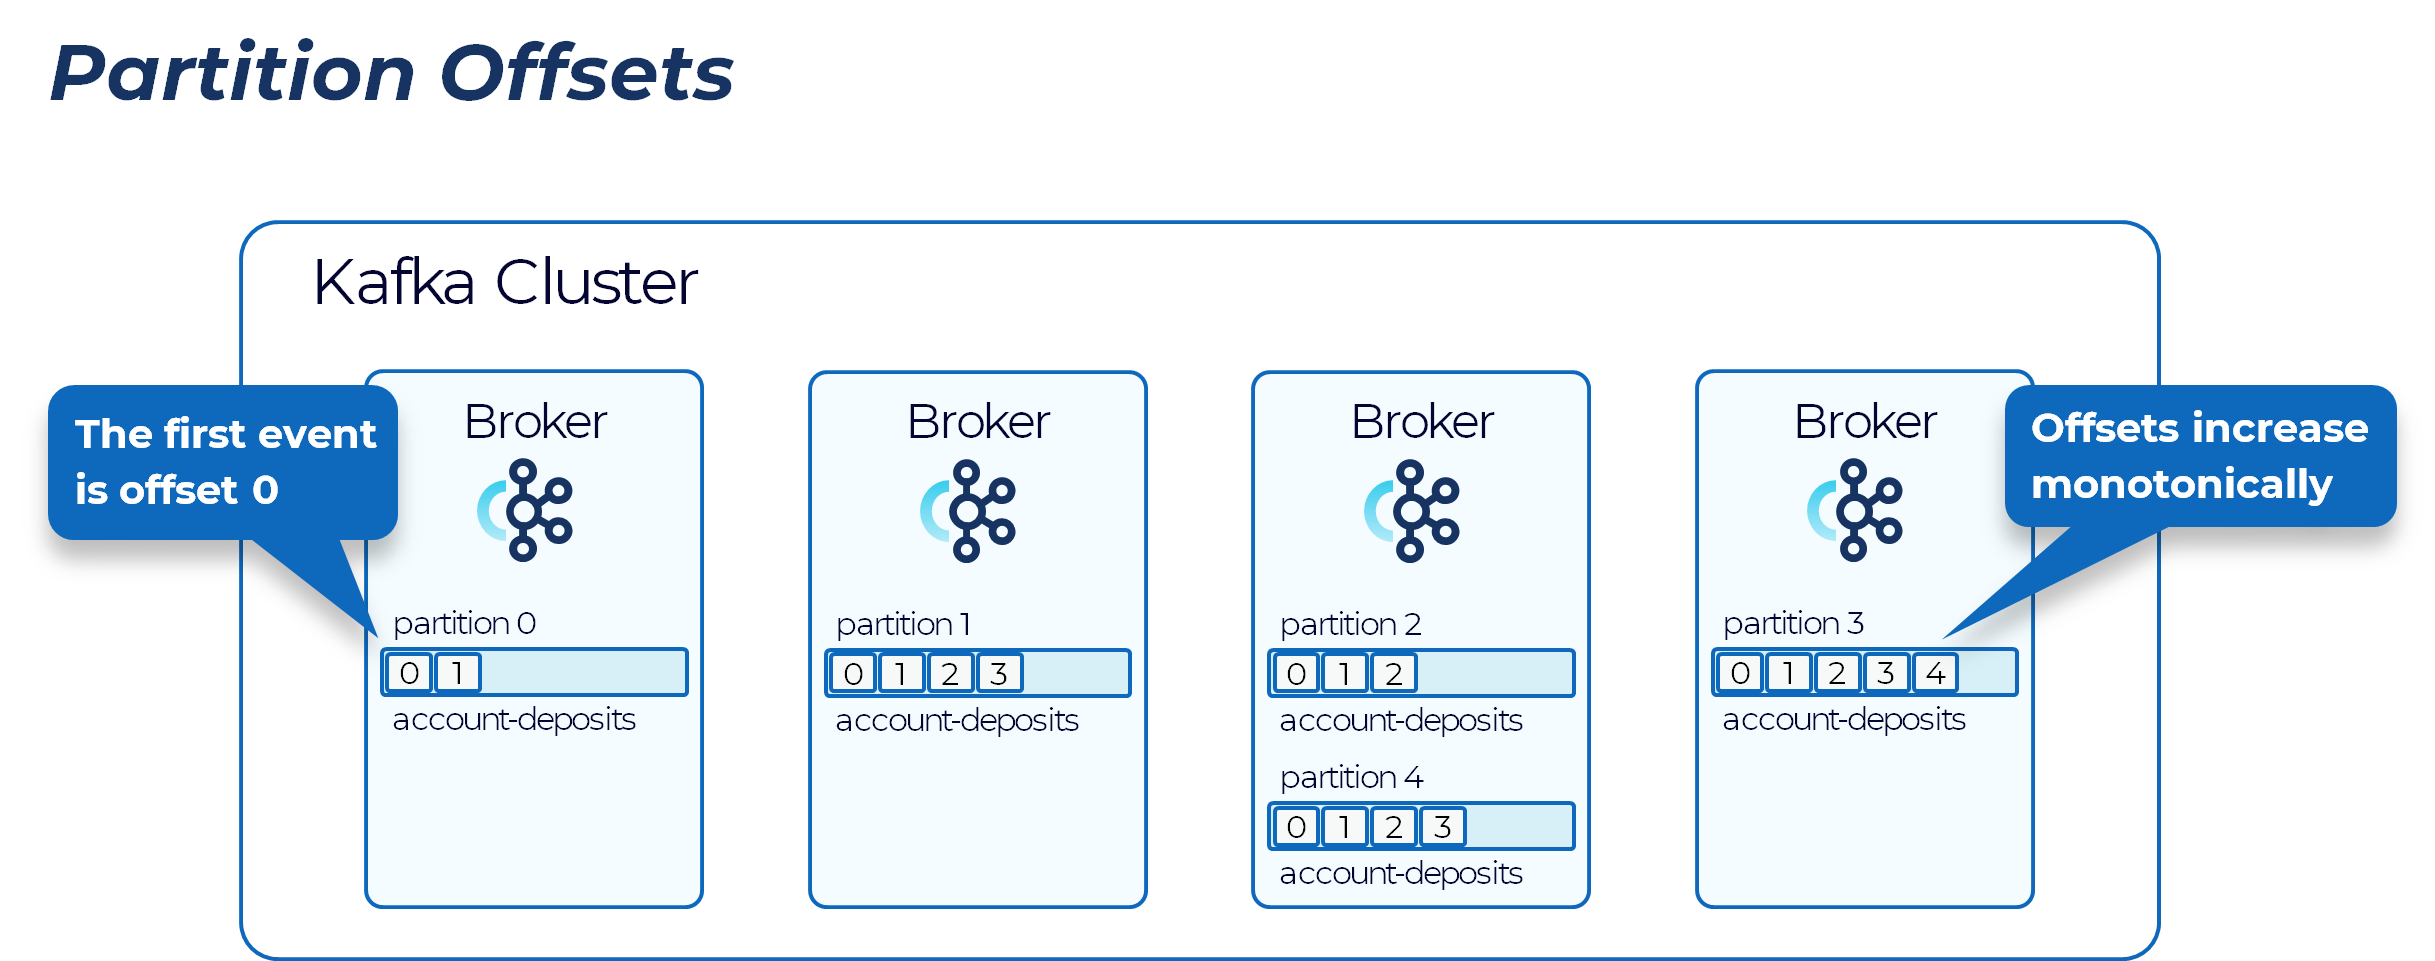 Partition Offsets
Kafka Cluster
The first event
is offset 0
Broker
partition 0
0 1
account-deposits
Broker
partition 1
0 1 2 3
account-deposits
Broker
partition 2
0 1 2
account-deposits
partition 4
0 1 2 3
account-deposits
Broker
partition 3
0 1 2 3 4
account-deposits
Offsets increase
monotonically